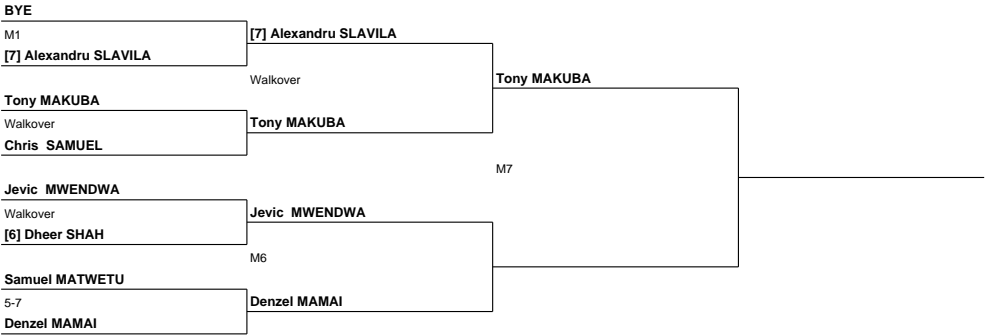 BYE
M1
[7] Alexandru SLAVILA
[7] Alexandru SLAVILA
Walkover
Tony MAKUBA
Tony MAKUBA
Walkover
Tony MAKUBA
Chris SAMUEL
M7
Jevic MWENDWA
Walkover
Jevic MWENDWA
[6] Dheer SHAH
M6
Samuel MATWETU
5-7
Denzel MAMAI
Denzel MAMAI